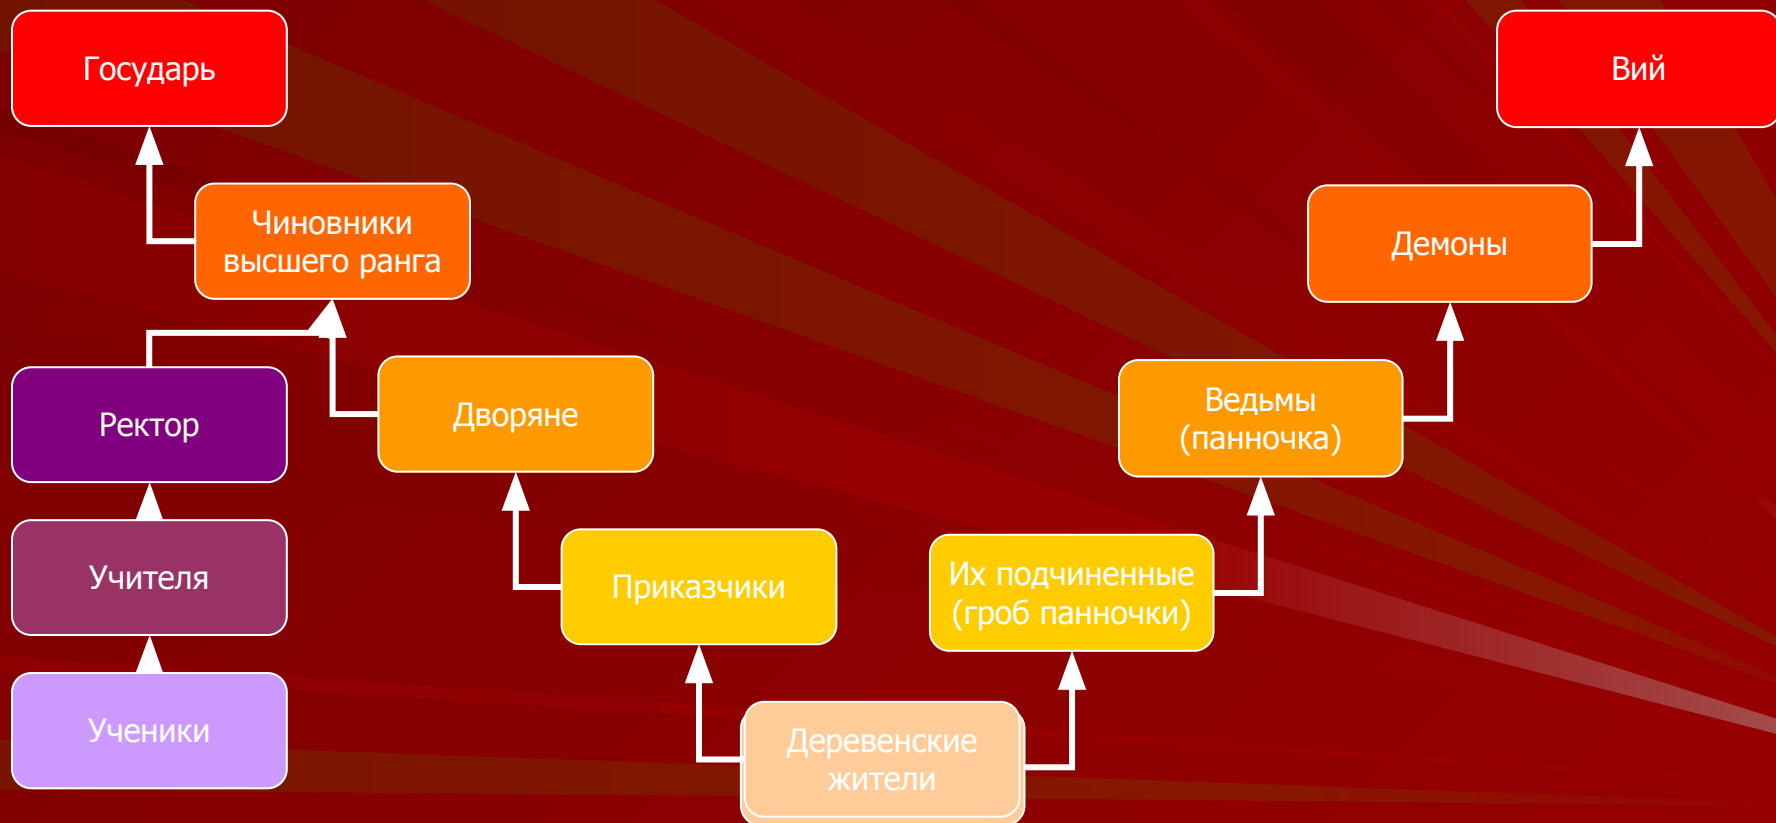 Государь
Вий
Чиновники
высшего ранга
Демоны
Ректор
Дворяне
Ведьмы
(панночка)
Учителя
Приказчики
Их подчиненные
(гроб панночки)
Ученики
Деревенские
жители